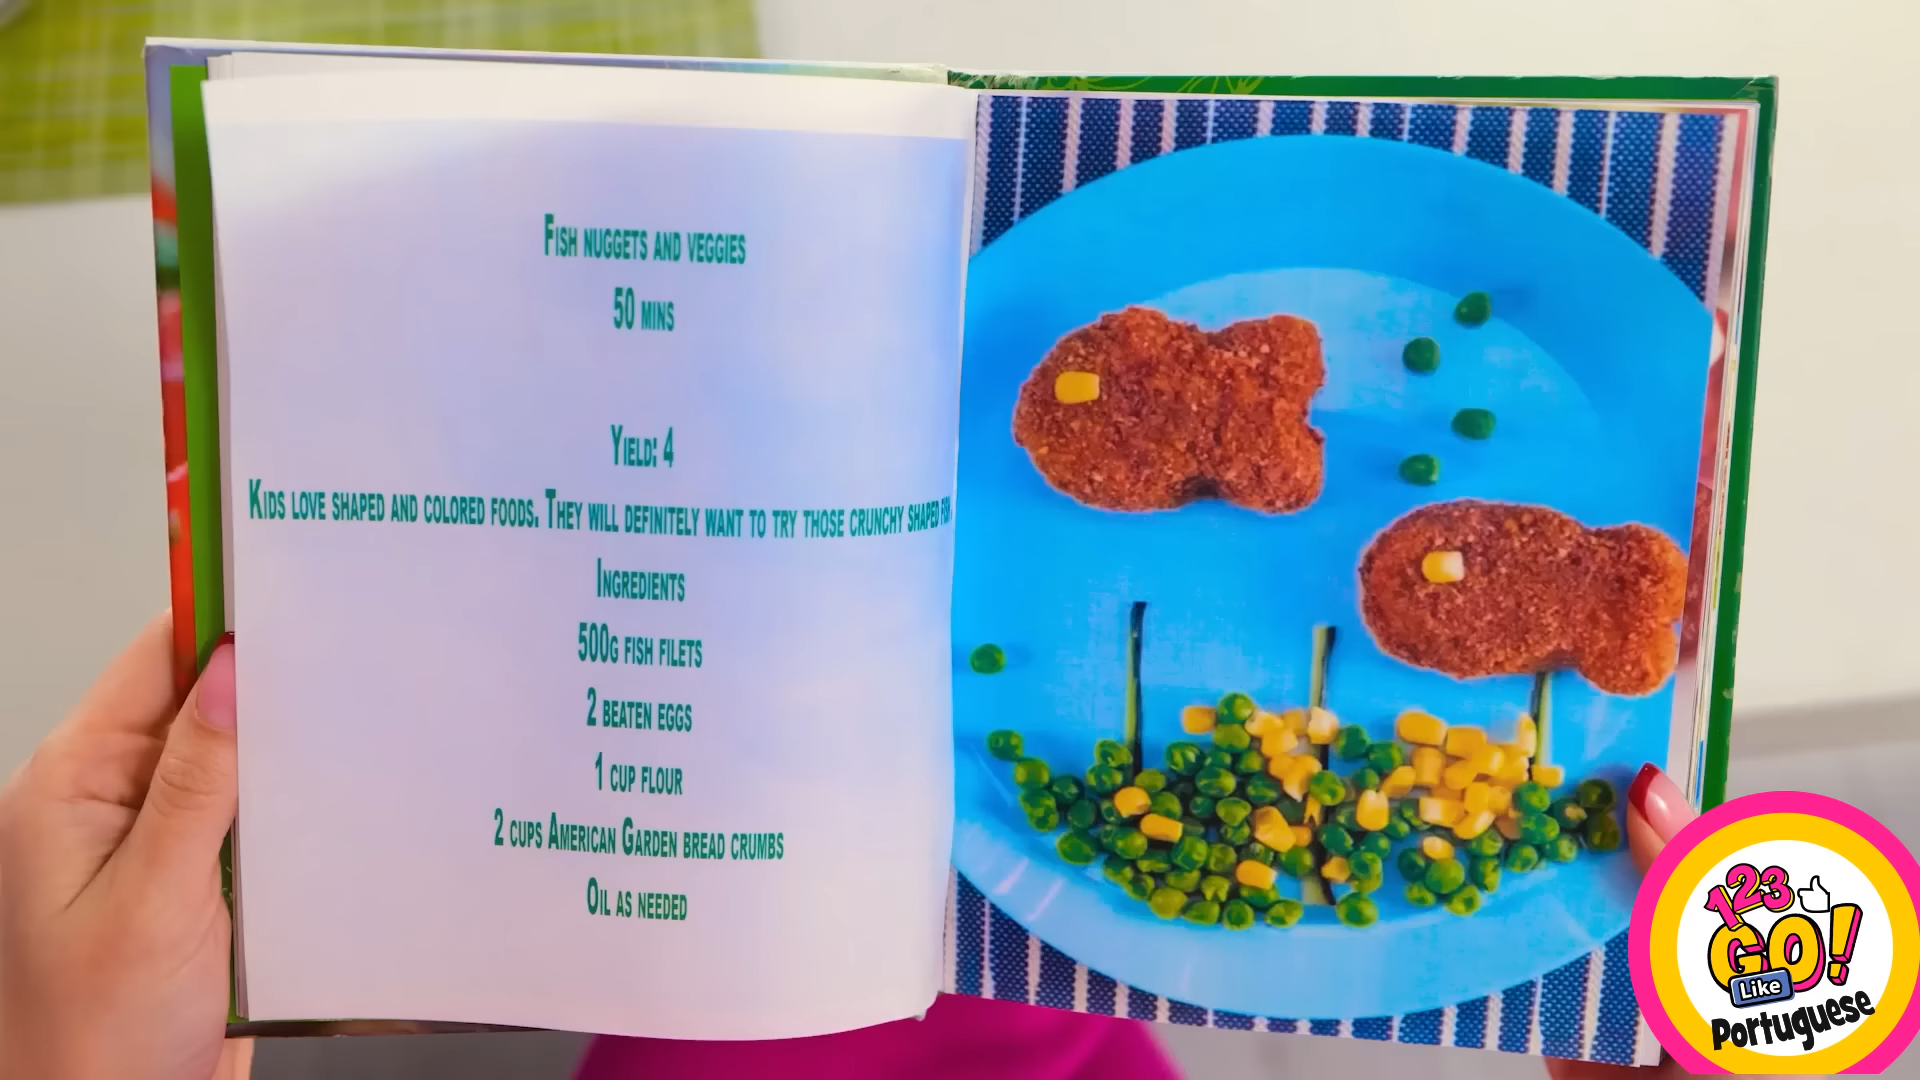 Fish nuggets and veggies
50 mins
Yield: 4
Kids love shaped and colored foods. They will definitely want to try those crunchy shaped
Ingredients
500g fish filets
2 beaten eggs
1 cup flour
2 cups American Garden bread crumbs
Oil as needed
123
GO!
Like
Portuguese